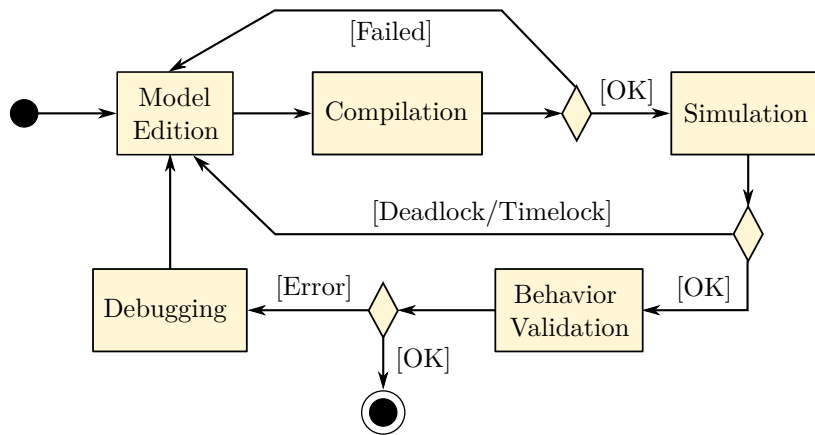 [Failed]
Model
Edition
Compilation
[OK]
Simulation
[Deadlock/Timelock]
Debugging
[Error]
Behavior
Validation
[OK]
[OK]